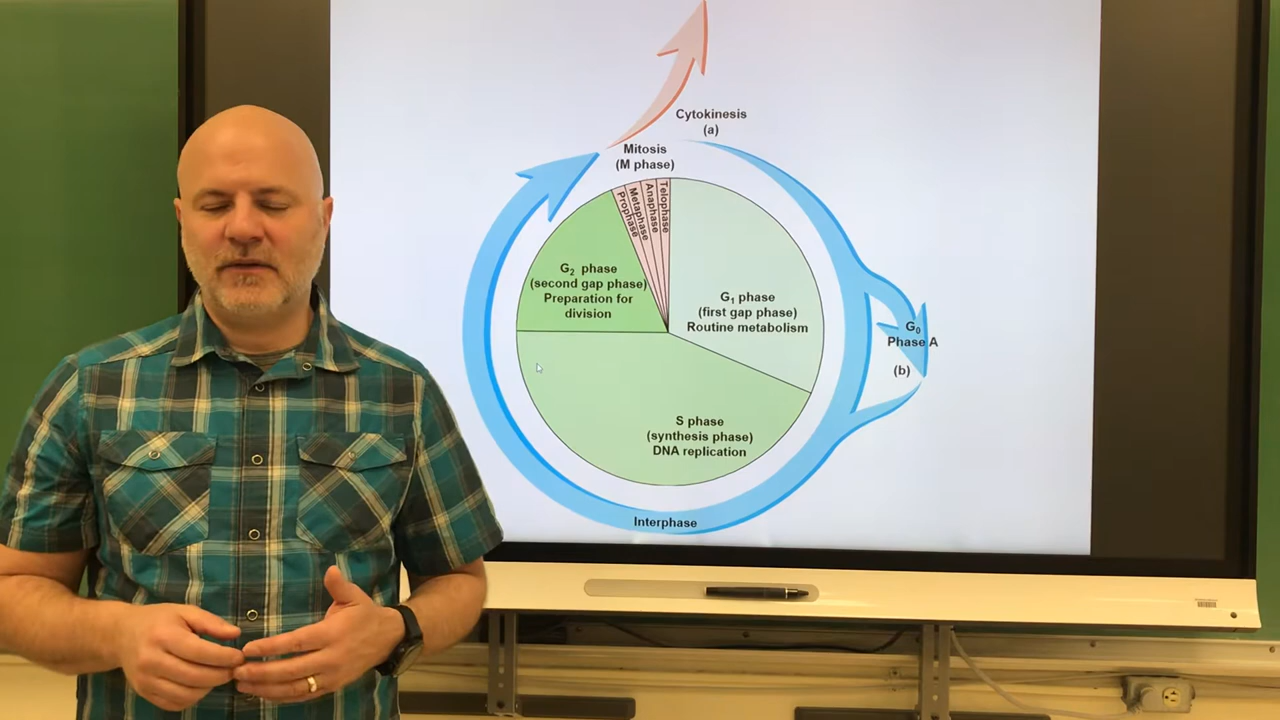 Cytokinesis
(a)
Mitosis
(M phase)
Prophase
Metaphase
Anaphase
Telophase
G₂ phase
(second gap phase)
Preparation for
division
G₁ phase
(first gap phase)
Routine metabolism
G₀
Phase A
(b)
S phase
(synthesis phase)
DNA replication
Interphase